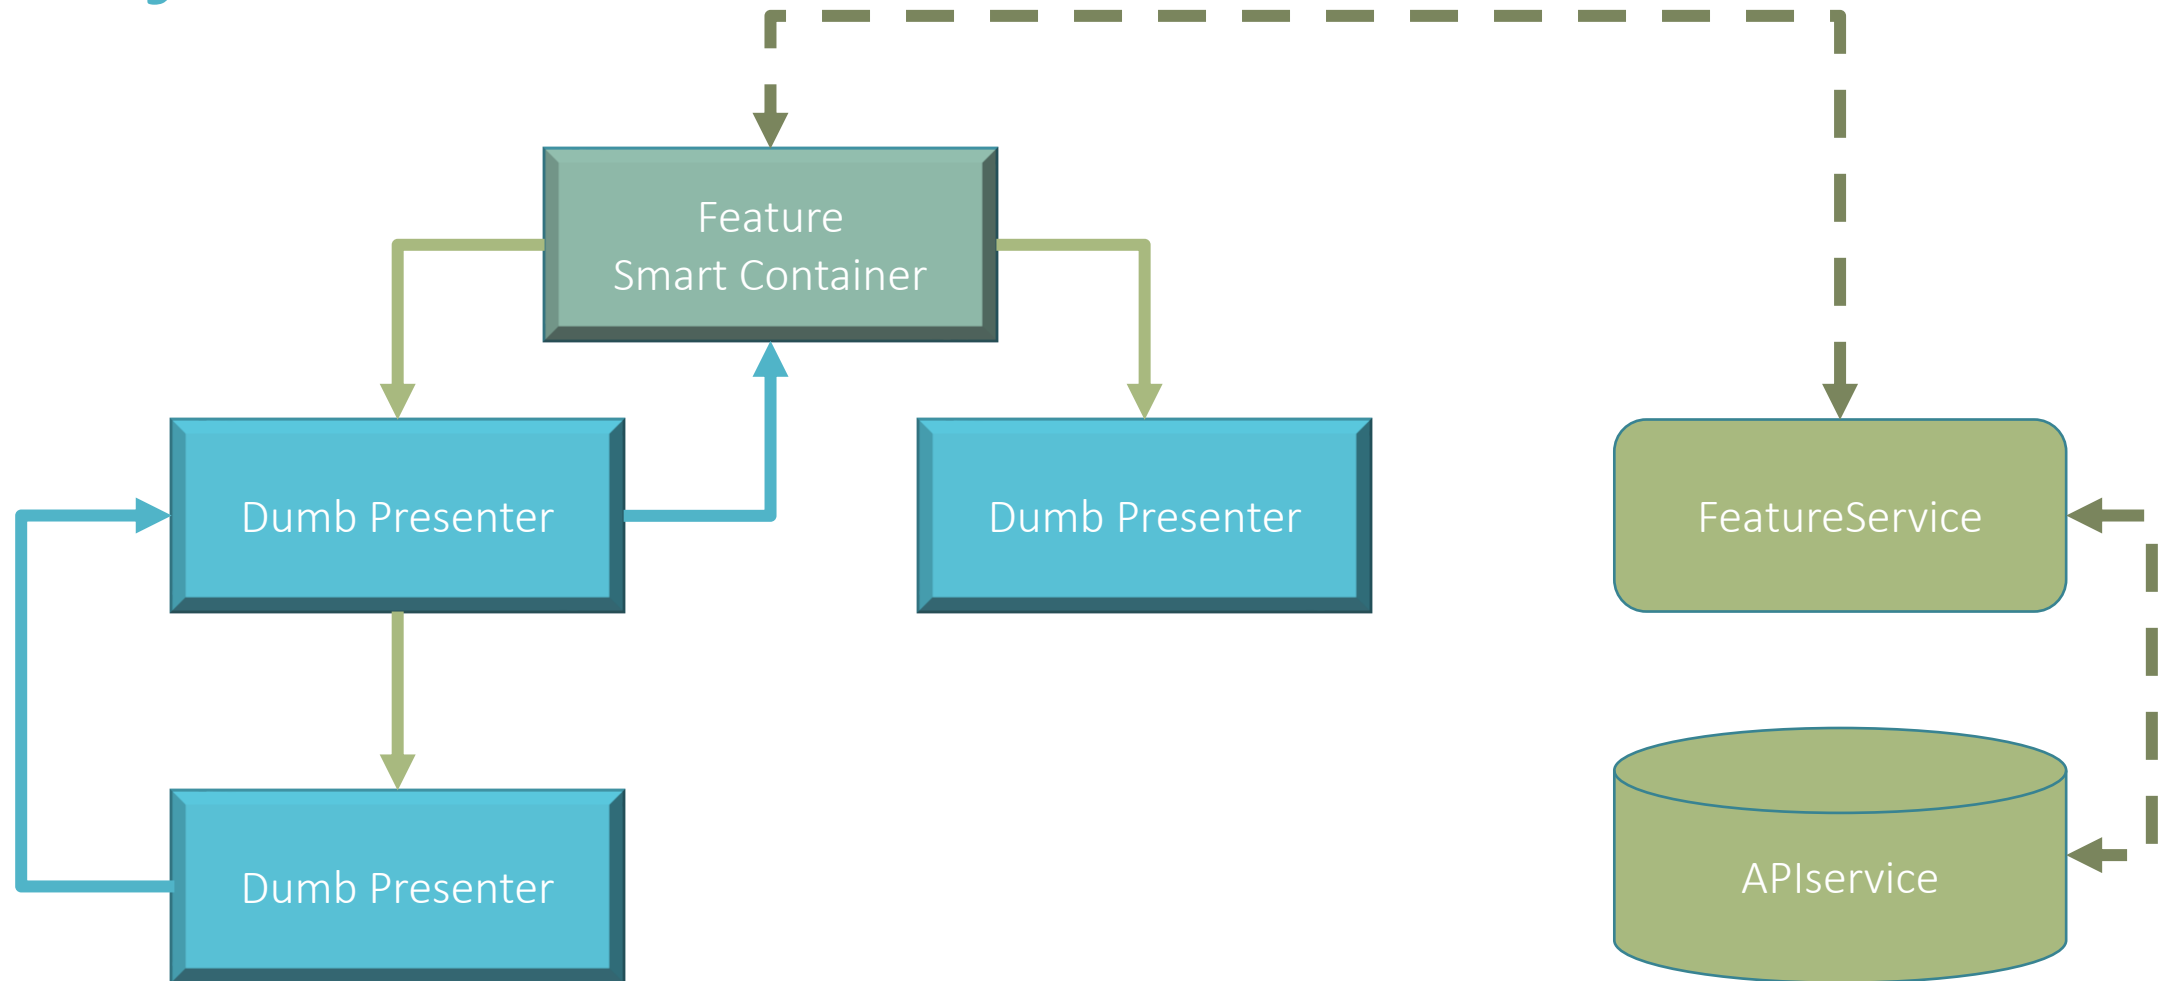 Feature
Smart Container
Dumb Presenter
Dumb Presenter
FeatureService
Dumb Presenter
APIservice